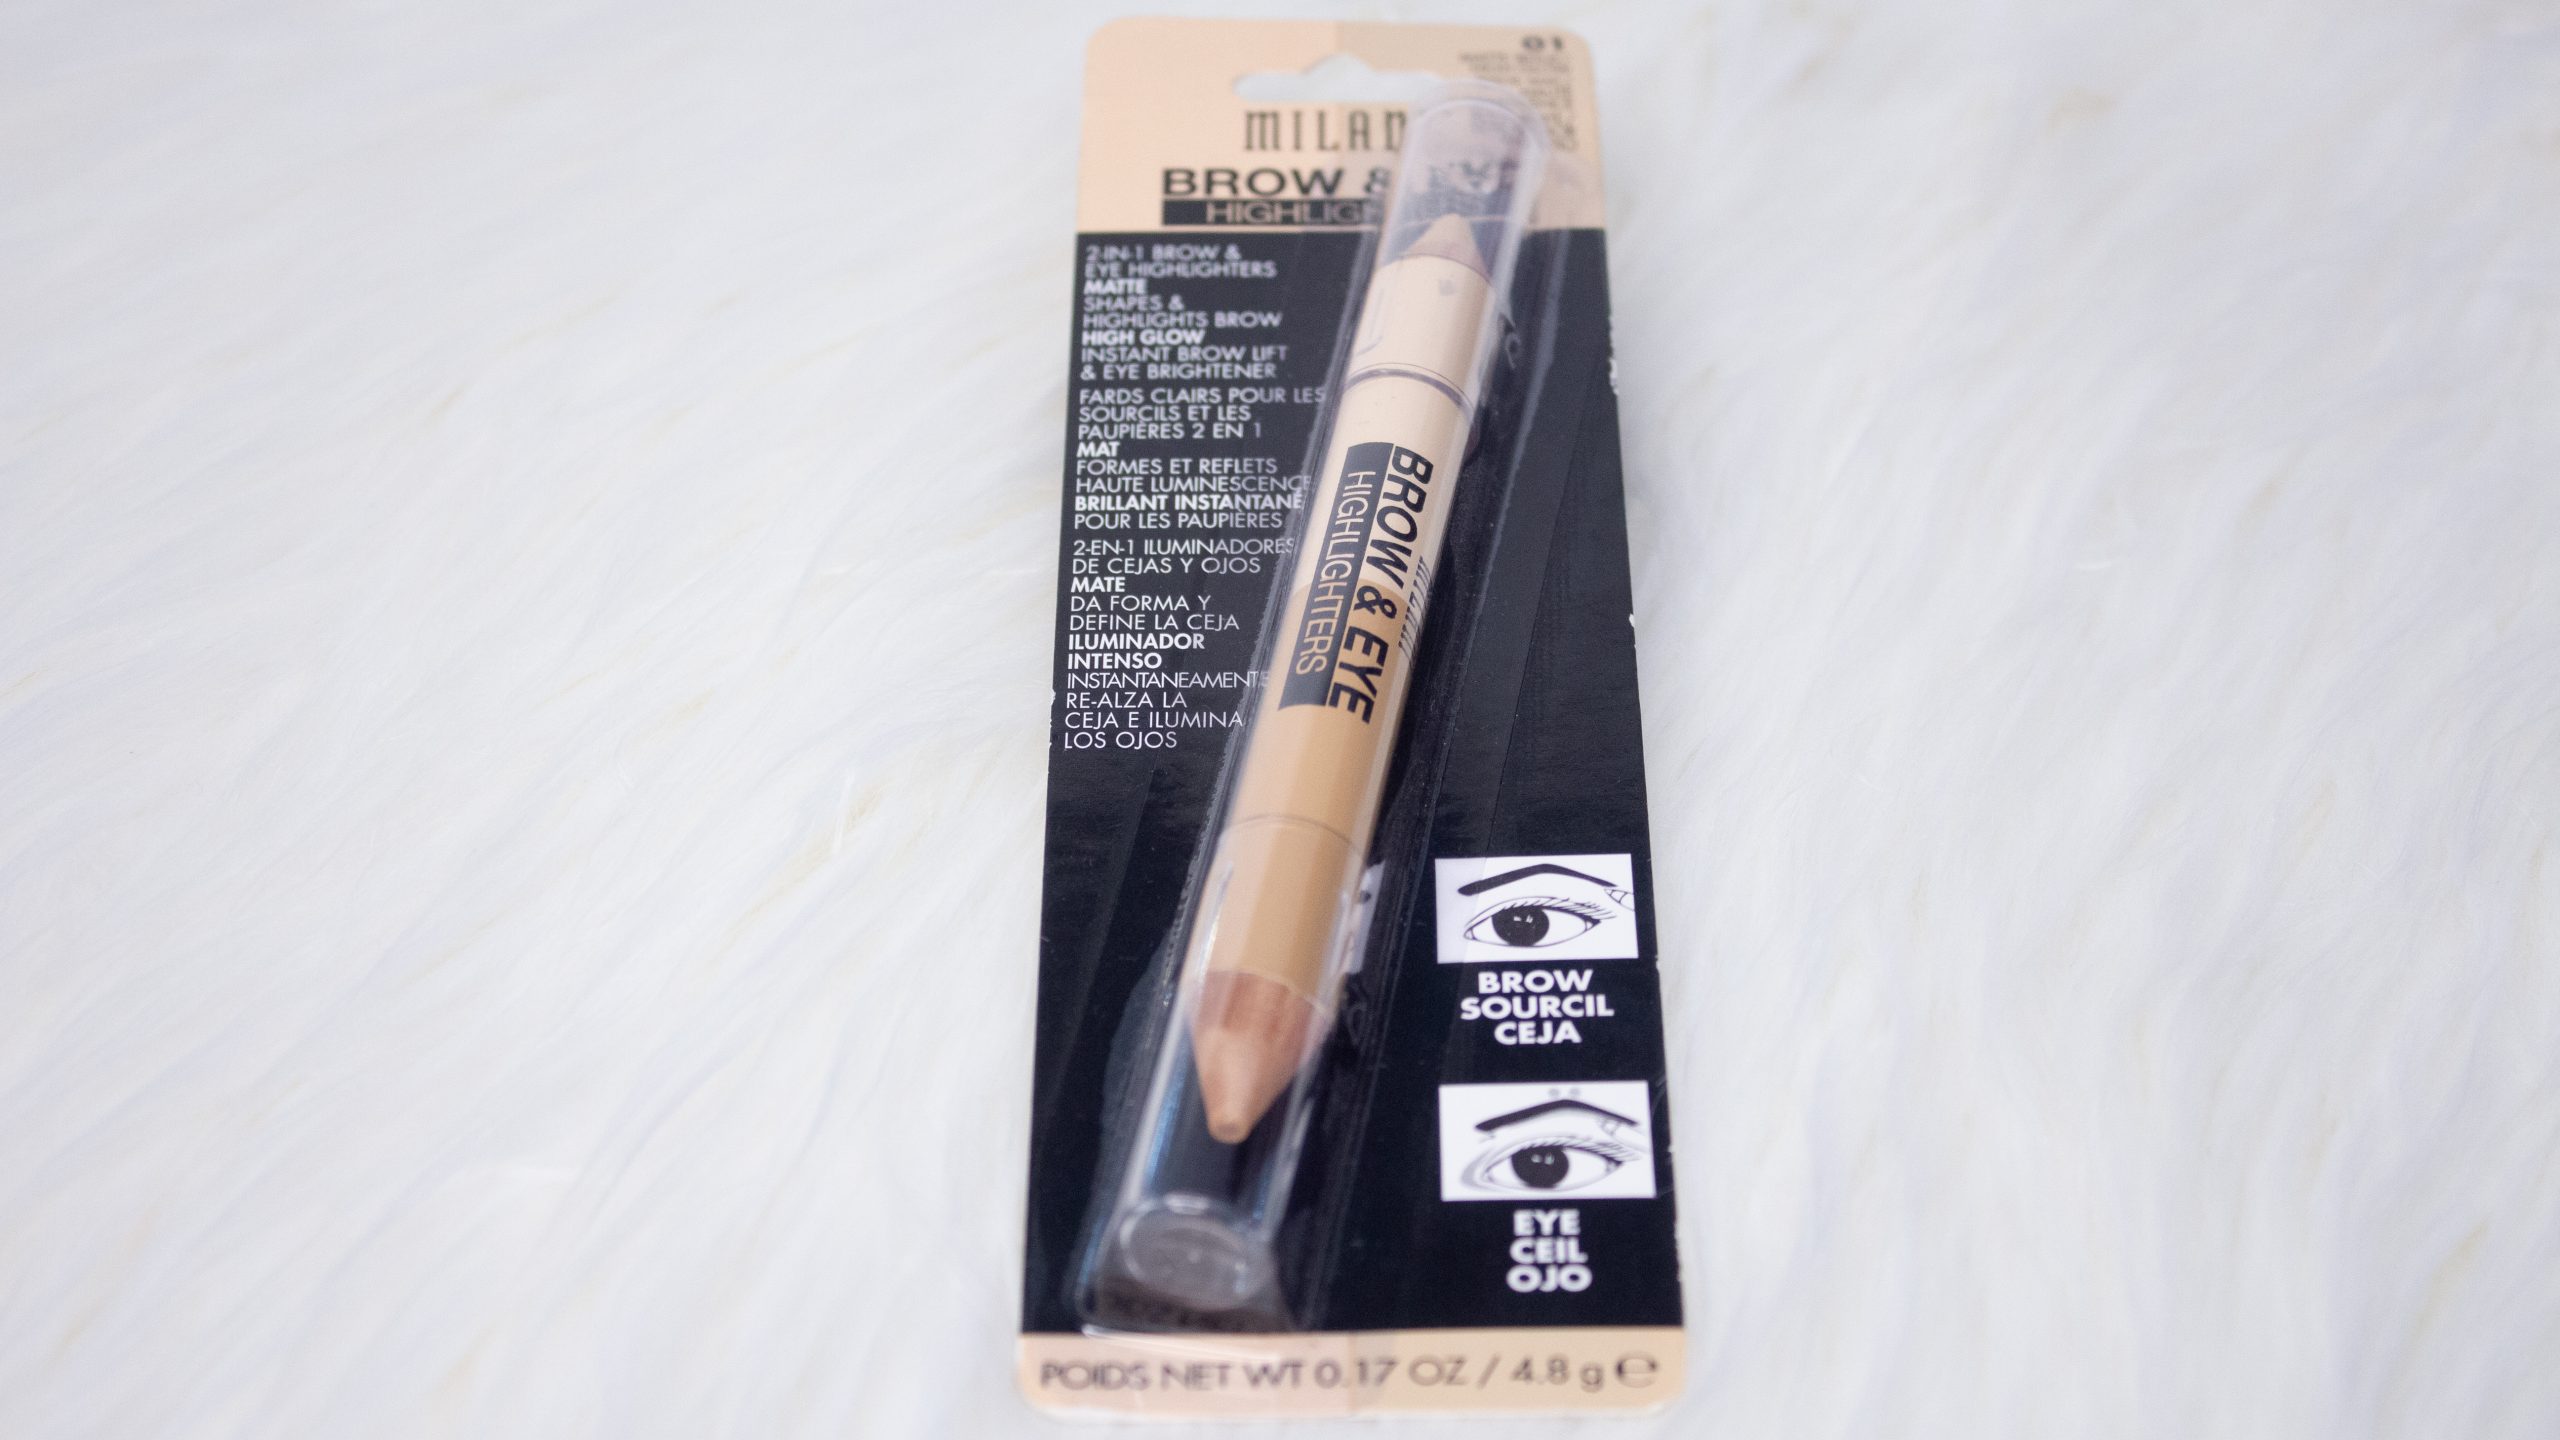 01
MILAN
BROW &
HIGHLIGH
2-IN-1 BROW &
EYE HIGHLIGHTERS
MATTE
SHAPES &
HIGHLIGHTS BROW
HIGH GLOW
INSTANT BROW LIFT
& EYE BRIGHTENER
FARDS CLAIRS POUR LES
SOURCILS ET LES
PAUPIÈRES 2 EN 1
MAT
FORMES ET REFLETS
HAUTE LUMINESCENCE
BRILLANT INSTANTANÉ
POUR LES PAUPIÈRES
2-EN-1 ILUMINADORES
DE CEJAS Y OJOS
MATE
DA FORMA Y
DEFINE LA CEJA
ILUMINADOR
INTENSO
INSTANTANEAMENTE
RE-ALZA LA
CEJA E ILUMINA
LOS OJOS
BROW & EYE
HIGHLIGHTERS
BROW
SOURCIL
CEJA
EYE
CEIL
OJO
POIDS NET WT 0.17 OZ / 4.8 g ℮